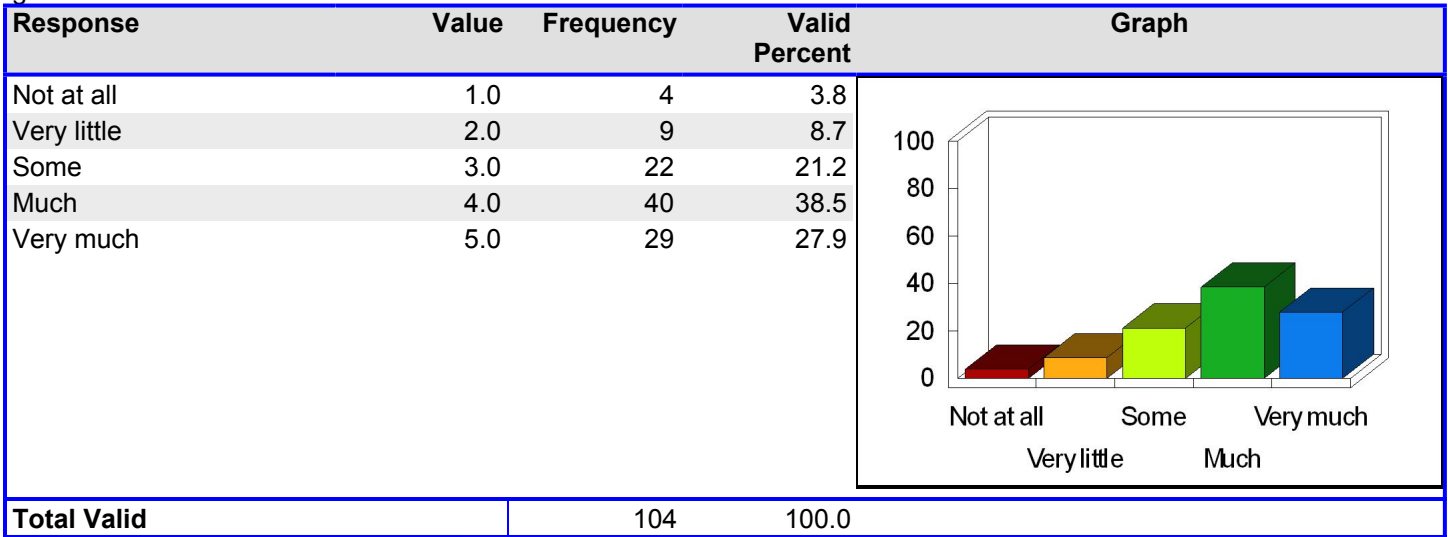 Response Value Frequency Valid Percent Graph
Not at all 1.0 4 3.8
Very little 2.0 9 8.7
Some 3.0 22 21.2
Much 4.0 40 38.5
Very much 5.0 29 27.9
100
80
60
40
20
0
Not at all Some Very much
Very little Much
Total Valid 104 100.0